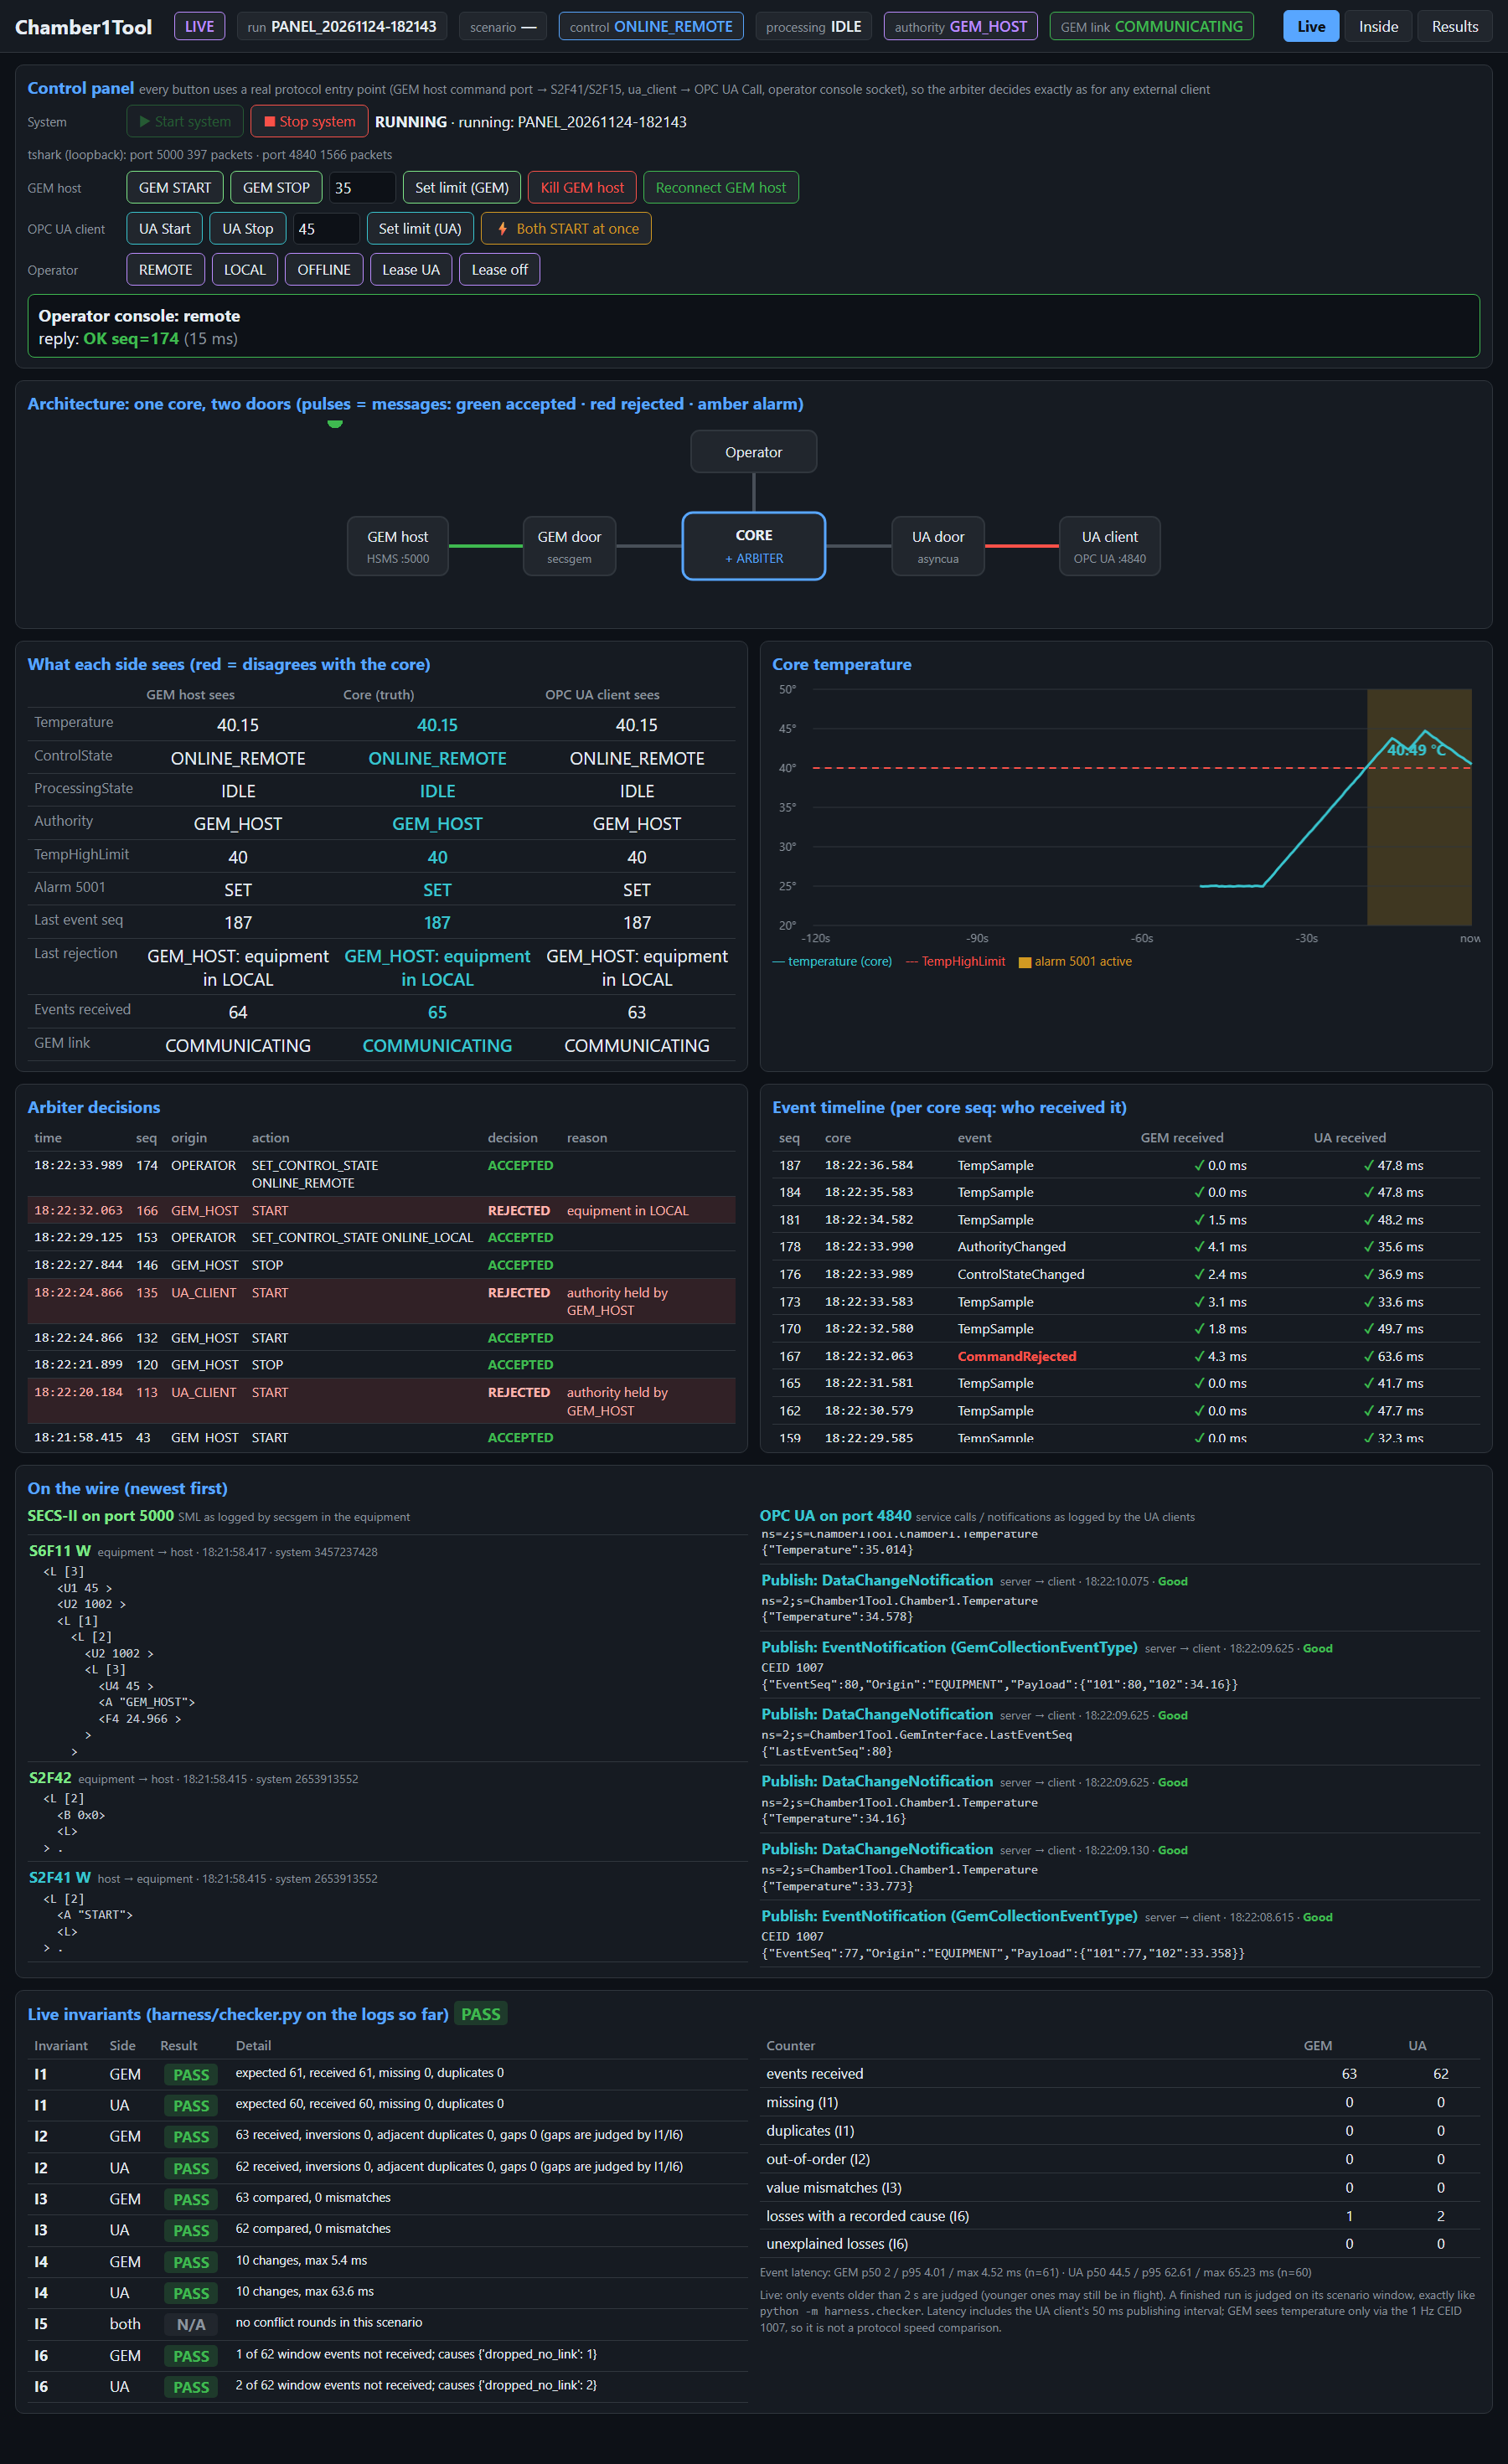 Chamber1Tool LIVE run PANEL_20261124-182143 scenario — control ONLINE_REMOTE processing IDLE authority GEM_HOST GEM link COMMUNICATING Live Inside Results
Control panel every button uses a real protocol entry point (GEM host command port → S2F41/S2F15, ua_client → OPC UA Call, operator console socket), so the arbiter decides exactly as for any external client
System ▶ Start system ■ Stop system RUNNING · running: PANEL_20261124-182143
tshark (loopback): port 5000 397 packets · port 4840 1566 packets
GEM host GEM START GEM STOP 35 Set limit (GEM) Kill GEM host Reconnect GEM host
OPC UA client UA Start UA Stop 45 Set limit (UA) ⚡ Both START at once
Operator REMOTE LOCAL OFFLINE Lease UA Lease off
Operator console: remote
reply: OK seq=174 (15 ms)
Architecture: one core, two doors (pulses = messages: green accepted · red rejected · amber alarm)
Operator
GEM host GEM door CORE UA door UA client
HSMS :5000 secsgem + ARBITER asyncua OPC UA :4840
What each side sees (red = disagrees with the core)
GEM host sees Core (truth) OPC UA client sees
Temperature 40.15 40.15 40.15
ControlState ONLINE_REMOTE ONLINE_REMOTE ONLINE_REMOTE
ProcessingState IDLE IDLE IDLE
Authority GEM_HOST GEM_HOST GEM_HOST
TempHighLimit 40 40 40
Alarm 5001 SET SET SET
Last event seq 187 187 187
Last rejection GEM_HOST: equipment GEM_HOST: equipment GEM_HOST: equipment
in LOCAL in LOCAL in LOCAL
Events received 64 65 63
GEM link COMMUNICATING COMMUNICATING COMMUNICATING
Core temperature
50°
45°
40.49 °C
40°
35°
30°
25°
20°
-120s -90s -60s -30s now
— temperature (core) --- TempHighLimit alarm 5001 active
Arbiter decisions
time seq origin action decision reason
18:22:33.989 174 OPERATOR SET_CONTROL_STATE ACCEPTED
ONLINE_REMOTE
18:22:32.063 166 GEM_HOST START REJECTED equipment in LOCAL
18:22:29.125 153 OPERATOR SET_CONTROL_STATE ONLINE_LOCAL ACCEPTED
18:22:27.844 146 GEM_HOST STOP ACCEPTED
18:22:24.866 135 UA_CLIENT START REJECTED authority held by
GEM_HOST
18:22:24.866 132 GEM_HOST START ACCEPTED
18:22:21.899 120 GEM_HOST STOP ACCEPTED
18:22:20.184 113 UA_CLIENT START REJECTED authority held by
GEM_HOST
18:21:58.415 43 GEM HOST START ACCEPTED
Event timeline (per core seq: who received it)
seq core event GEM received UA received
187 18:22:36.584 TempSample ✓ 0.0 ms ✓ 47.8 ms
184 18:22:35.583 TempSample ✓ 0.0 ms ✓ 47.8 ms
181 18:22:34.582 TempSample ✓ 1.5 ms ✓ 48.2 ms
178 18:22:33.990 AuthorityChanged ✓ 4.1 ms ✓ 35.6 ms
176 18:22:33.989 ControlStateChanged ✓ 2.4 ms ✓ 36.9 ms
173 18:22:33.583 TempSample ✓ 3.1 ms ✓ 33.6 ms
170 18:22:32.580 TempSample ✓ 1.8 ms ✓ 49.7 ms
167 18:22:32.063 CommandRejected ✓ 4.3 ms ✓ 63.6 ms
165 18:22:31.581 TempSample ✓ 0.0 ms ✓ 41.7 ms
162 18:22:30.579 TempSample ✓ 0.0 ms ✓ 47.7 ms
159 18:22:29.585 TempSample ✓ 0.0 ms ✓ 32.3 ms
On the wire (newest first)
SECS-II on port 5000 SML as logged by secsgem in the equipment
S6F11 W equipment → host · 18:21:58.417 · system 3457237428
<L [3]
<U1 45 >
<U2 1002 >
<L [1]
<L [2]
<U2 1002 >
<L [3]
<U4 45 >
<A "GEM_HOST">
<F4 24.966 >
>
>
S2F42 equipment → host · 18:21:58.415 · system 2653913552
<L [2]
<B 0x0>
<L>
> .
S2F41 W host → equipment · 18:21:58.415 · system 2653913552
<L [2]
<A "START">
<L>
> .
OPC UA on port 4840 service calls / notifications as logged by the UA clients
ns=2;s=Chamber1Tool.Chamber1.Temperature
{"Temperature":35.014}
Publish: DataChangeNotification server → client · 18:22:10.075 · Good
ns=2;s=Chamber1Tool.Chamber1.Temperature
{"Temperature":34.578}
Publish: EventNotification (GemCollectionEventType) server → client · 18:22:09.625 · Good
CEID 1007
{"EventSeq":80,"Origin":"EQUIPMENT","Payload":{"101":80,"102":34.16}}
Publish: DataChangeNotification server → client · 18:22:09.625 · Good
ns=2;s=Chamber1Tool.GemInterface.LastEventSeq
{"LastEventSeq":80}
Publish: DataChangeNotification server → client · 18:22:09.625 · Good
ns=2;s=Chamber1Tool.Chamber1.Temperature
{"Temperature":34.16}
Publish: DataChangeNotification server → client · 18:22:09.130 · Good
ns=2;s=Chamber1Tool.Chamber1.Temperature
{"Temperature":33.773}
Publish: EventNotification (GemCollectionEventType) server → client · 18:22:08.615 · Good
CEID 1007
{"EventSeq":77,"Origin":"EQUIPMENT","Payload":{"101":77,"102":33.358}}
Live invariants (harness/checker.py on the logs so far) PASS
Invariant Side Result Detail
I1 GEM PASS expected 61, received 61, missing 0, duplicates 0
I1 UA PASS expected 60, received 60, missing 0, duplicates 0
I2 GEM PASS 63 received, inversions 0, adjacent duplicates 0, gaps 0 (gaps are judged by I1/I6)
I2 UA PASS 62 received, inversions 0, adjacent duplicates 0, gaps 0 (gaps are judged by I1/I6)
I3 GEM PASS 63 compared, 0 mismatches
I3 UA PASS 62 compared, 0 mismatches
I4 GEM PASS 10 changes, max 5.4 ms
I4 UA PASS 10 changes, max 63.6 ms
I5 both N/A no conflict rounds in this scenario
I6 GEM PASS 1 of 62 window events not received; causes {'dropped_no_link': 1}
I6 UA PASS 2 of 62 window events not received; causes {'dropped_no_link': 2}
Counter GEM UA
events received 63 62
missing (I1) 0 0
duplicates (I1) 0 0
out-of-order (I2) 0 0
value mismatches (I3) 0 0
losses with a recorded cause (I6) 1 2
unexplained losses (I6) 0 0
Event latency: GEM p50 2 / p95 4.01 / max 4.52 ms (n=61) · UA p50 44.5 / p95 62.61 / max 65.23 ms (n=60)
Live: only events older than 2 s are judged (younger ones may still be in flight). A finished run is judged on its scenario window, exactly like
python -m harness.checker. Latency includes the UA client's 50 ms publishing interval; GEM sees temperature only via the 1 Hz CEID
1007, so it is not a protocol speed comparison.